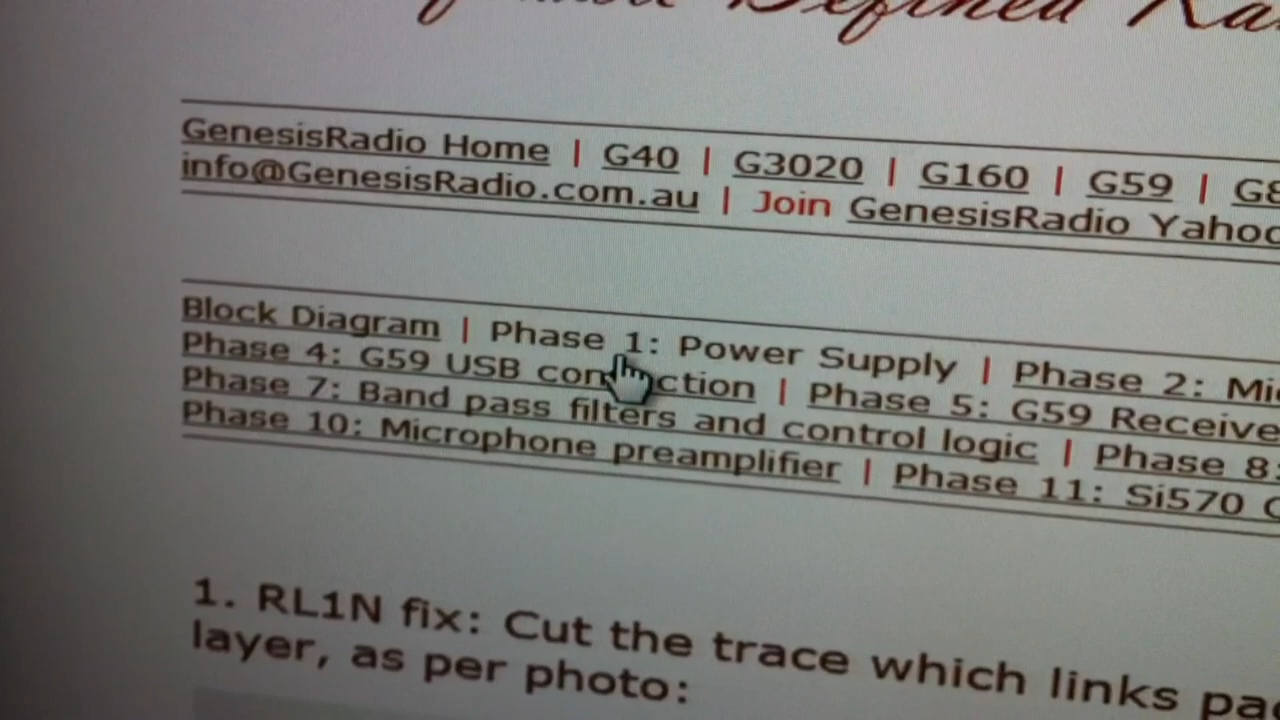 Defined
GenesisRadio Home | G40 | G3020 | G160 | G59 |
info@GenesisRadio.com.au | Join GenesisRadio
Block Diagram | Phase 1: Power Supply | Phase 2:
Phase 4: G59 USB | Phase 5: G59
Phase 7: Band pass filters and control logic | Phase 8:
Phase 10: Microphone preamplifier | Phase 11: Si570
1. RL1N fix: Cut the trace which links
layer, as per photo: